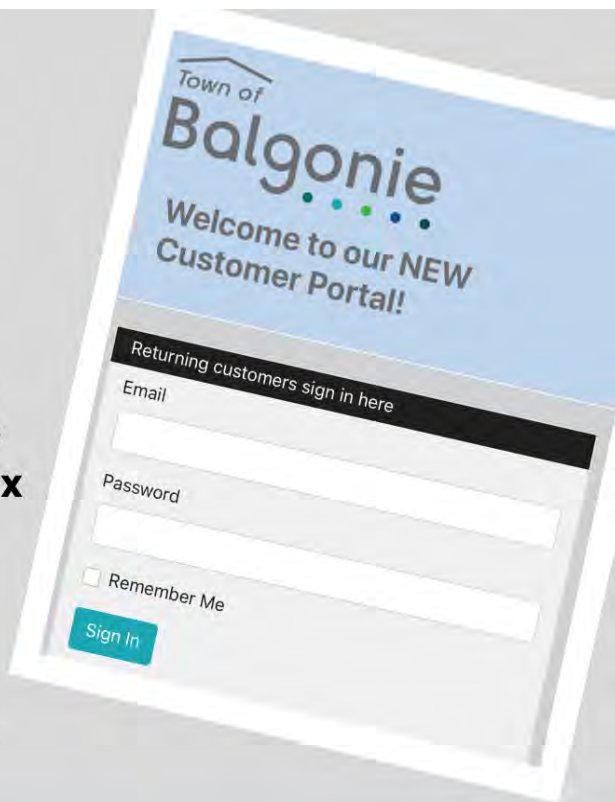 Town of
Balgonie
Welcome to our NEW
Customer Portal!
Returning customers sign in here
Email
x
Password
Remember Me
Sign In